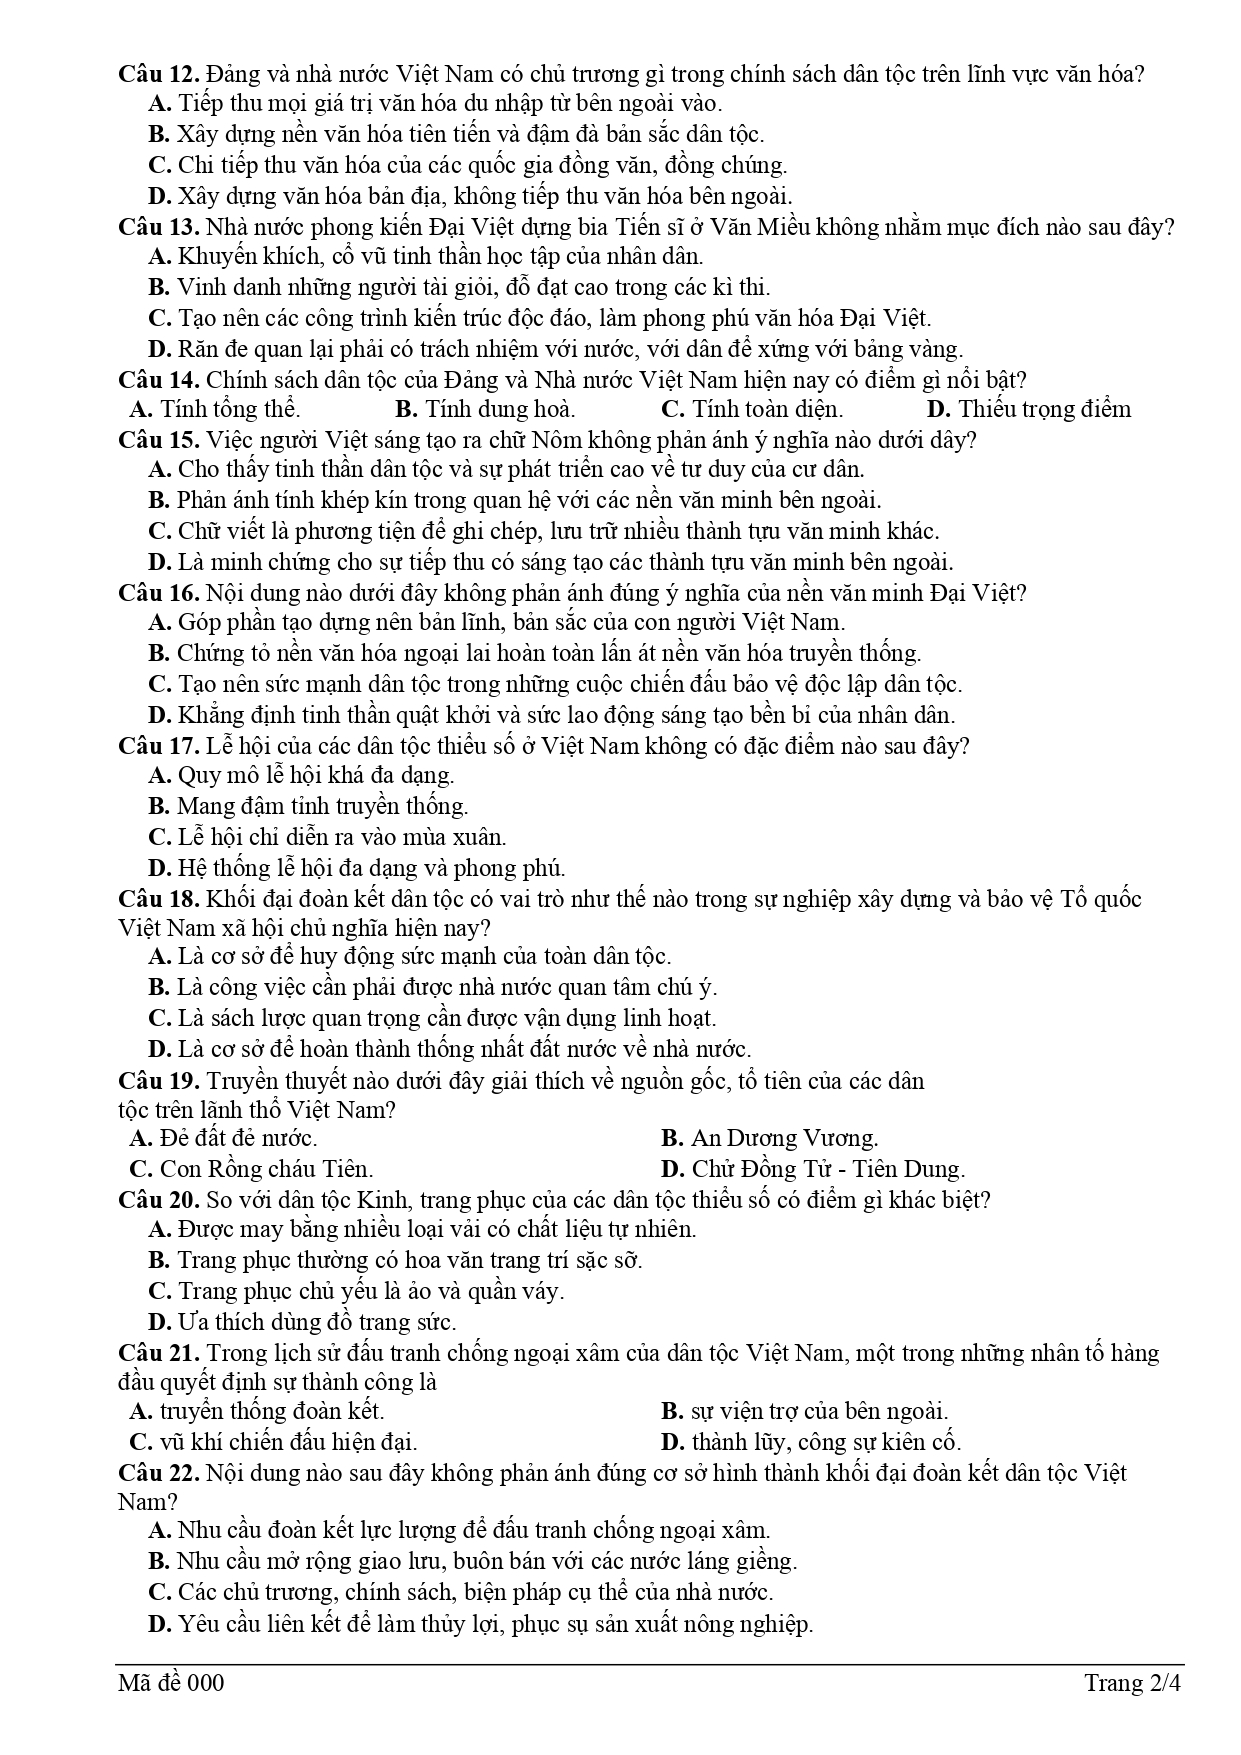 Câu 12. Đảng và nhà nước Việt Nam có chủ trương gì trong chính sách dân tộc trên lĩnh vực văn hóa?
A. Tiếp thu mọi giá trị văn hóa du nhập từ bên ngoài vào.
B. Xây dựng nền văn hóa tiên tiến và đậm đà bản sắc dân tộc.
C. Chi tiếp thu văn hóa của các quốc gia đồng văn, đồng chúng.
D. Xây dựng văn hóa bản địa, không tiếp thu văn hóa bên ngoài.
Câu 13. Nhà nước phong kiến Đại Việt dựng bia Tiến sĩ ở Văn Miều không nhằm mục đích nào sau đây?
A. Khuyến khích, cổ vũ tinh thần học tập của nhân dân.
B. Vinh danh những người tài giỏi, đỗ đạt cao trong các kì thi.
C. Tạo nên các công trình kiến trúc độc đáo, làm phong phú văn hóa Đại Việt.
D. Răn đe quan lại phải có trách nhiệm với nước, với dân để xứng với bảng vàng.
Câu 14. Chính sách dân tộc của Đảng và Nhà nước Việt Nam hiện nay có điểm gì nổi bật?
A. Tính tổng thể. B. Tính dung hoà. C. Tính toàn diện. D. Thiếu trọng điểm
Câu 15. Việc người Việt sáng tạo ra chữ Nôm không phản ánh ý nghĩa nào dưới dây?
A. Cho thấy tinh thần dân tộc và sự phát triển cao về tư duy của cư dân.
B. Phản ánh tính khép kín trong quan hệ với các nền văn minh bên ngoài.
C. Chữ viết là phương tiện để ghi chép, lưu trữ nhiều thành tựu văn minh khác.
D. Là minh chứng cho sự tiếp thu có sáng tạo các thành tựu văn minh bên ngoài.
Câu 16. Nội dung nào dưới đây không phản ánh đúng ý nghĩa của nền văn minh Đại Việt?
A. Góp phần tạo dựng nên bản lĩnh, bản sắc của con người Việt Nam.
B. Chứng tỏ nền văn hóa ngoại lai hoàn toàn lấn át nền văn hóa truyền thống.
C. Tạo nên sức mạnh dân tộc trong những cuộc chiến đấu bảo vệ độc lập dân tộc.
D. Khẳng định tinh thần quật khởi và sức lao động sáng tạo bền bỉ của nhân dân.
Câu 17. Lễ hội của các dân tộc thiểu số ở Việt Nam không có đặc điểm nào sau đây?
A. Quy mô lễ hội khá đa dạng.
B. Mang đậm tỉnh truyền thống.
C. Lễ hội chỉ diễn ra vào mùa xuân.
D. Hệ thống lễ hội đa dạng và phong phú.
Câu 18. Khối đại đoàn kết dân tộc có vai trò như thế nào trong sự nghiệp xây dựng và bảo vệ Tổ quốc
Việt Nam xã hội chủ nghĩa hiện nay?
A. Là cơ sở để huy động sức mạnh của toàn dân tộc.
B. Là công việc cần phải được nhà nước quan tâm chú ý.
C. Là sách lược quan trọng cần được vận dụng linh hoạt.
D. Là cơ sở để hoàn thành thống nhất đất nước về nhà nước.
Câu 19. Truyền thuyết nào dưới đây giải thích về nguồn gốc, tổ tiên của các dân
tộc trên lãnh thổ Việt Nam?
A. Đẻ đất đẻ nước. B. An Dương Vương.
C. Con Rồng cháu Tiên. D. Chử Đồng Tử - Tiên Dung.
Câu 20. So với dân tộc Kinh, trang phục của các dân tộc thiểu số có điểm gì khác biệt?
A. Được may bằng nhiều loại vải có chất liệu tự nhiên.
B. Trang phục thường có hoa văn trang trí sặc sỡ.
C. Trang phục chủ yếu là ảo và quần váy.
D. Ưa thích dùng đồ trang sức.
Câu 21. Trong lịch sử đấu tranh chống ngoại xâm của dân tộc Việt Nam, một trong những nhân tố hàng
đầu quyết định sự thành công là
A. truyển thống đoàn kết. B. sự viện trợ của bên ngoài.
C. vũ khí chiến đấu hiện đại. D. thành lũy, công sự kiên cố.
Câu 22. Nội dung nào sau đây không phản ánh đúng cơ sở hình thành khối đại đoàn kết dân tộc Việt
Nam?
A. Nhu cầu đoàn kết lực lượng để đấu tranh chống ngoại xâm.
B. Nhu cầu mở rộng giao lưu, buôn bán với các nước láng giềng.
C. Các chủ trương, chính sách, biện pháp cụ thể của nhà nước.
D. Yêu cầu liên kết để làm thủy lợi, phục sụ sản xuất nông nghiệp.
Mã đề 000 Trang 2/4